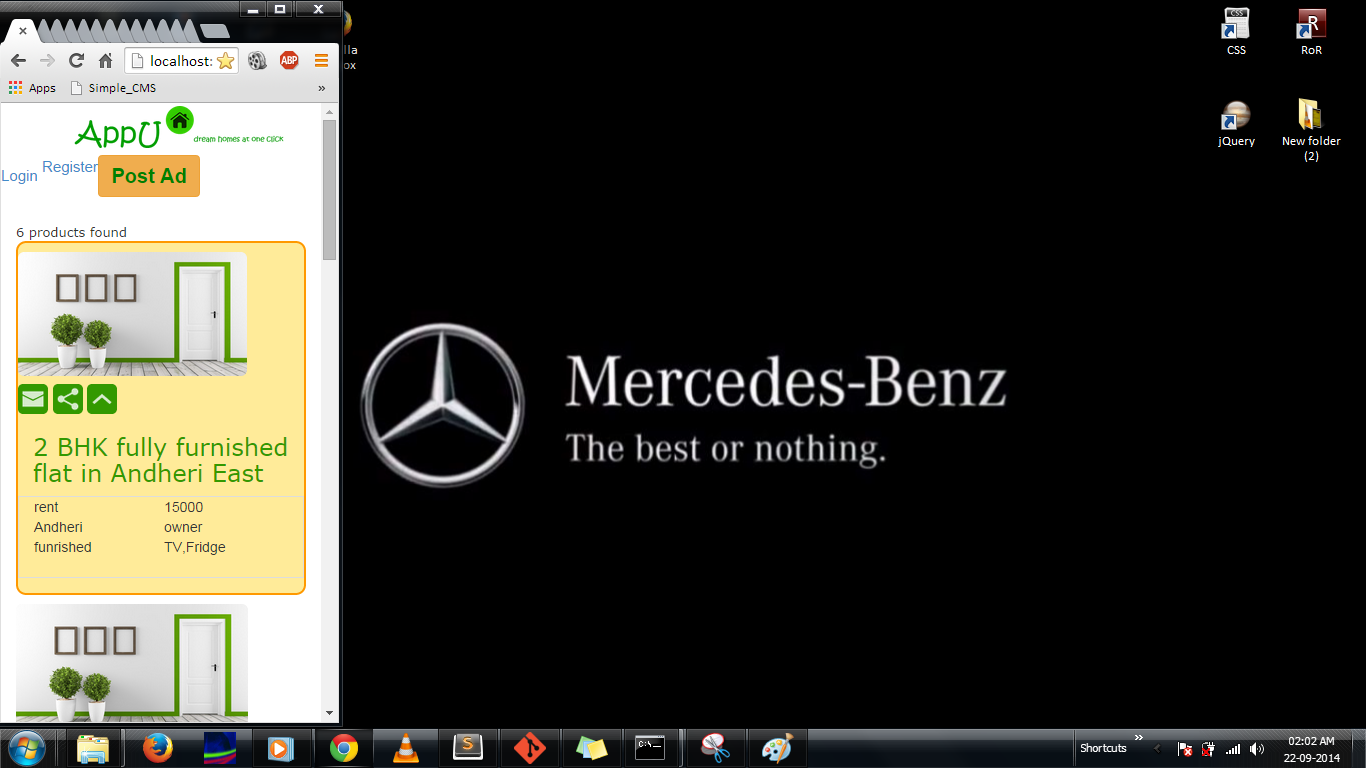 localhost:
ABP
Apps
Simple_CMS
»
AppU
dream homes at one click
Login
Register
Post Ad
6 products found
2 BHK fully furnished
flat in Andheri East
rent 15000
Andheri owner
funrished TV,Fridge
lla
ox
Mercedes-Benz
The best or nothing.
CSS
CSS
R
RoR
jQuery
New folder
(2)
S
C:\_
Shortcuts
»
02:02 AM
22-09-2014